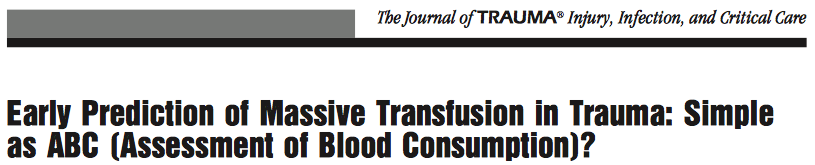 The Journal of TRAUMA® Injury, Infection, and Critical Care
Early Prediction of Massive Transfusion in Trauma: Simple
as ABC (Assessment of Blood Consumption)?